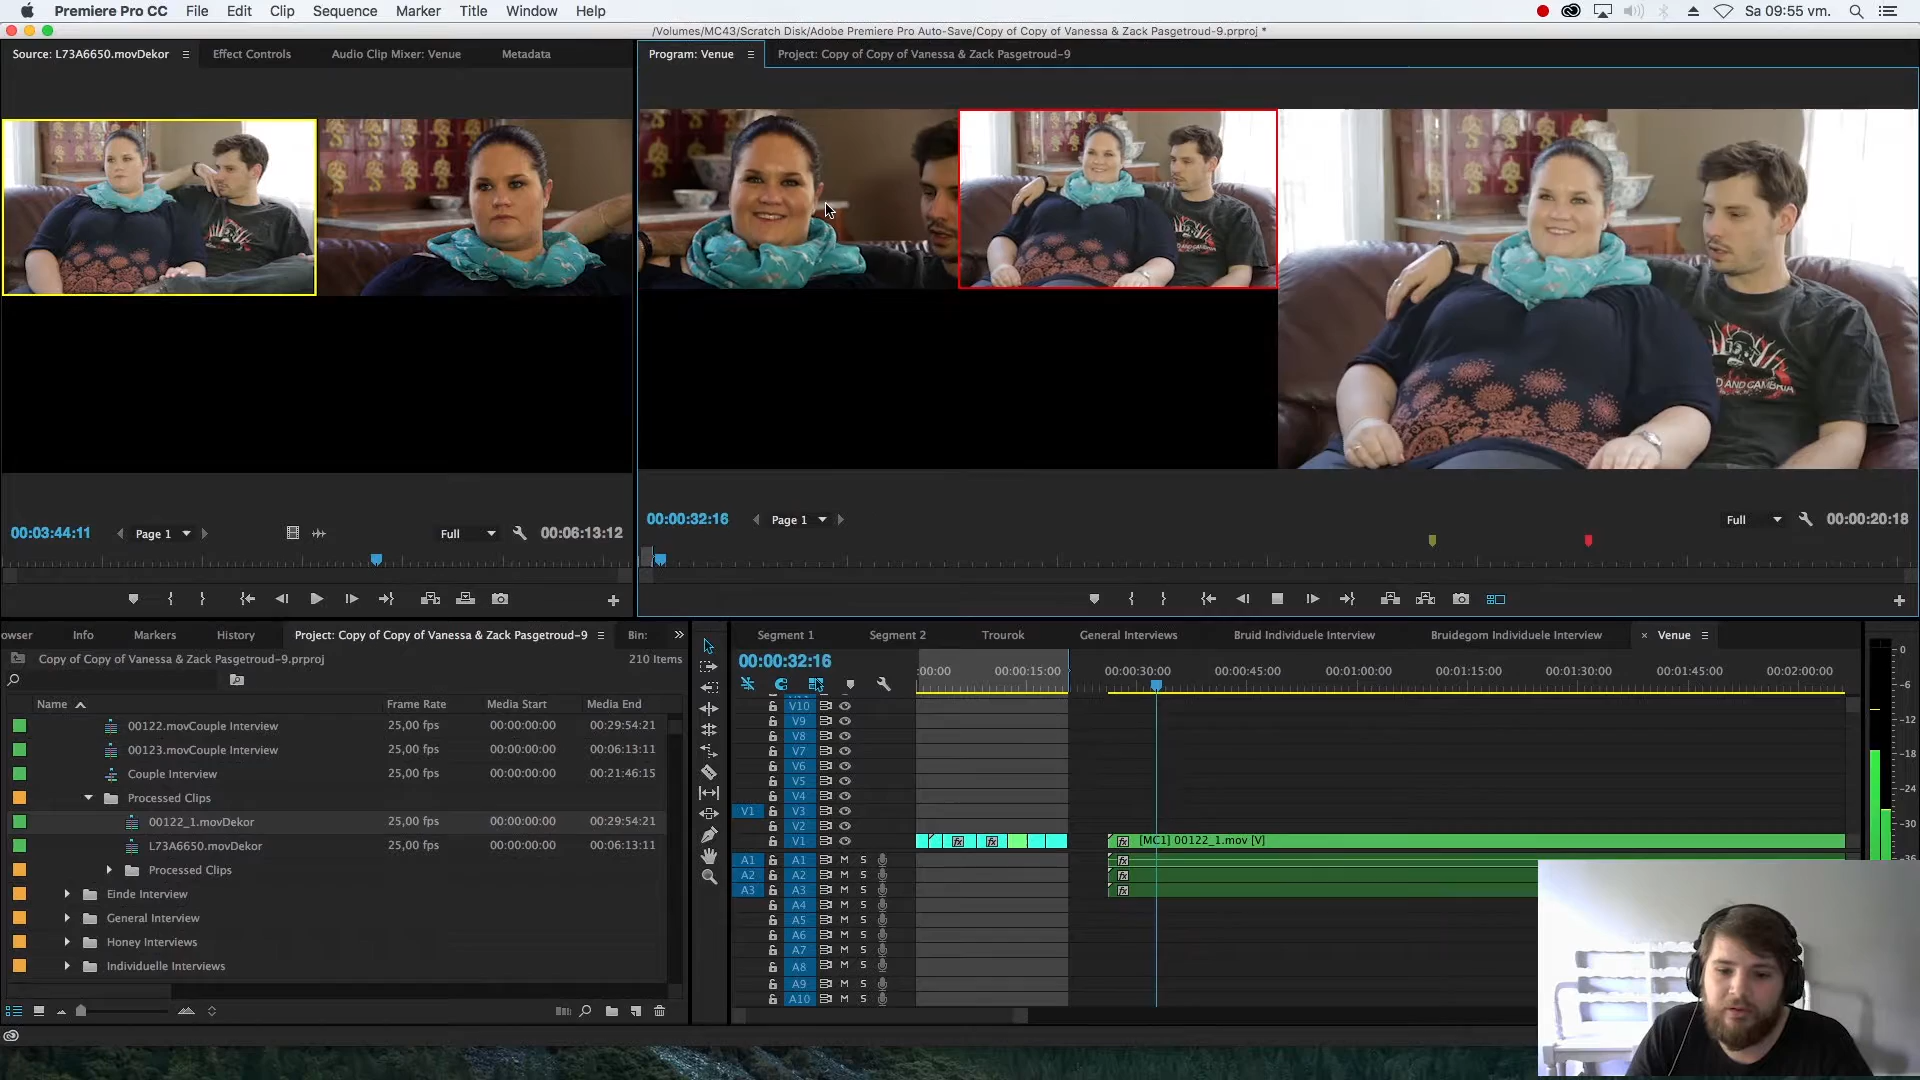 Premiere Pro CC File Edit Clip Sequence Marker Title Window Help Sa 09:55 vm.
/Volumes/MC43/Scratch Disk/Adobe Premiere Pro Auto-Save/Copy of Copy of Vanessa & Zack Pasgetroud-9.prproj *
Source: L73A6650.movDekor Effect Controls Audio Clip Mixer: Venue Metadata
Program: Venue Project: Copy of Copy of Vanessa & Zack Pasgetroud-9
00:03:44:11 Page 1 Full 00:06:13:12
00:00:32:16 Page 1 Full 00:00:20:18
owser Info Markers History Project: Copy of Copy of Vanessa & Zack Pasgetroud-9 Bin: »
Copy of Copy of Vanessa & Zack Pasgetroud-9.prproj 210 Items
Name Frame Rate Media Start Media End
00122.movCouple Interview 25,00 fps 00:00:00:00 00:29:54:21
00123.movCouple Interview 25,00 fps 00:00:00:00 00:06:13:11
Couple Interview 25,00 fps 00:00:00:00 00:21:46:15
Processed Clips
00122_1.movDekor 25,00 fps 00:00:00:00 00:29:54:21
L73A6650.movDekor 25,00 fps 00:00:00:00 00:06:13:11
Processed Clips
Einde Interview
General Interview
Honey Interviews
Individuelle Interviews
Segment 1 Segment 2 Trourok General Interviews Bruid Individuele Interview Bruidegom Individuele Interview × Venue
00:00:32:16
:00:00 00:00:15:00 00:00:30:00 00:00:45:00 00:01:00:00 00:01:15:00 00:01:30:00 00:01:45:00 00:02:00:00
V10
V9
V8
V7
V6
V5
V4
V1 V3
V2
V1 fx fx fx [MC1] 00122_1.mov [V]
A1 A1 M S fx
A2 A2 M S fx
A3 A3 M S fx
A4 M S
A5 M S
A6 M S
A7 M S
A8 M S
A9 M S
A10 M S
0
-6
-12
-18
-24
-30